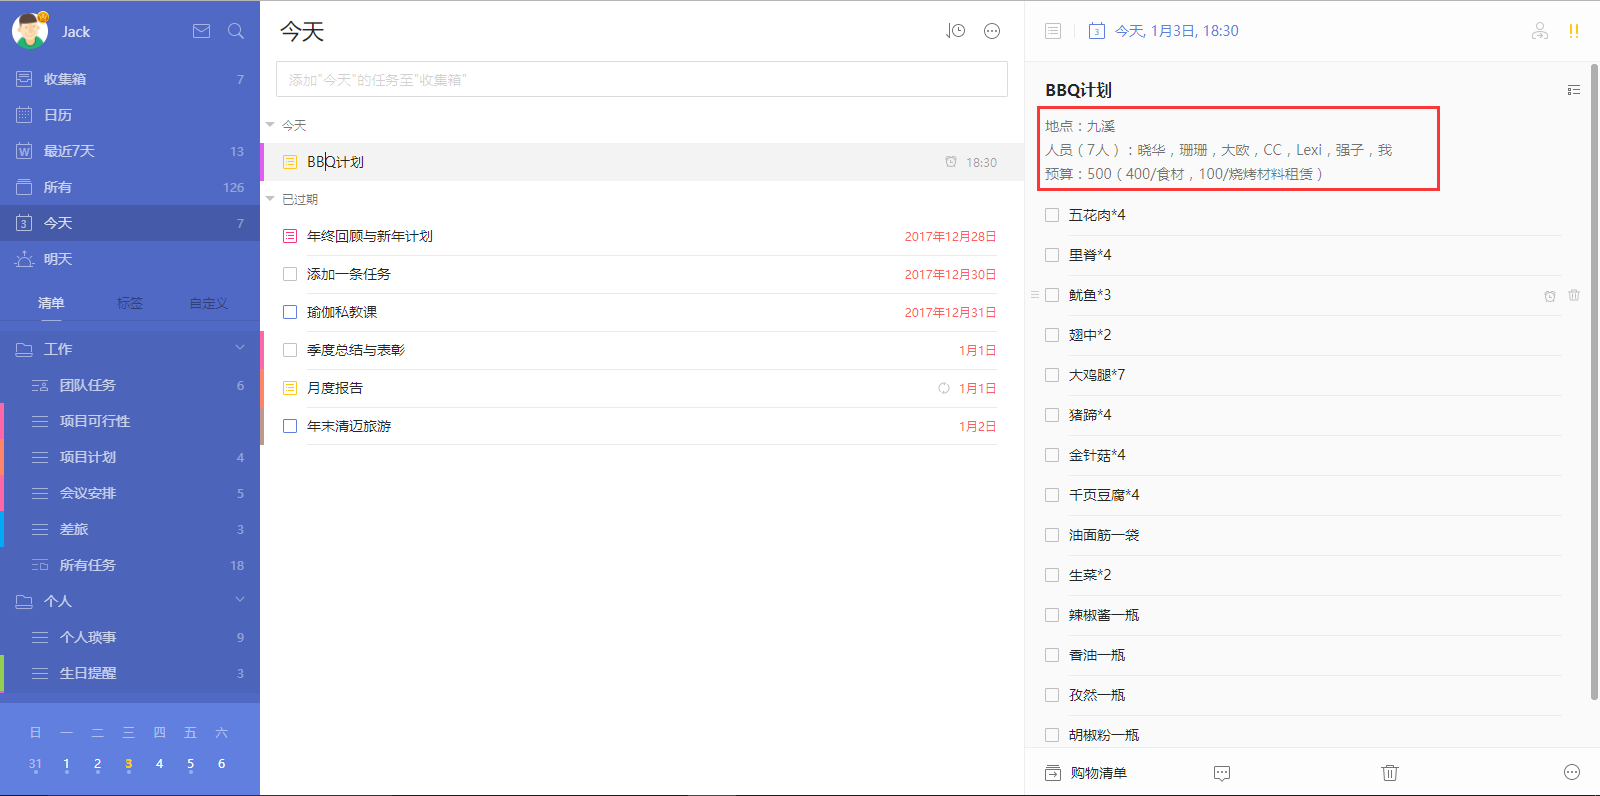 Jack
收集箱 7
日历
最近7天 13
所有 126
今天 7
明天
清单 标签 自定义
工作
团队任务 6
项目可行性
项目计划 4
会议安排 5
差旅 3
所有任务 18
个人
个人琐事 9
生日提醒 3
日 一 二 三 四 五 六
31 1 2 3 4 5 6
今天
添加"今天"的任务至"收集箱"
今天
BBQ计划 18:30
已过期
年终回顾与新年计划 2017年12月28日
添加一条任务 2017年12月30日
瑜伽私教课 2017年12月31日
季度总结与表彰 1月1日
月度报告 1月1日
年末清迈旅游 1月2日
今天, 1月3日, 18:30
BBQ计划
地点：九溪
人员（7人）：晓华，珊珊，大欧，CC，Lexi，强子，我
预算：500（400/食材，100/烧烤材料租赁）
五花肉*4
里脊*4
鱿鱼*3
翅中*2
大鸡腿*7
猪蹄*4
金针菇*4
千页豆腐*4
油面筋一袋
生菜*2
辣椒酱一瓶
香油一瓶
孜然一瓶
胡椒粉一瓶
购物清单